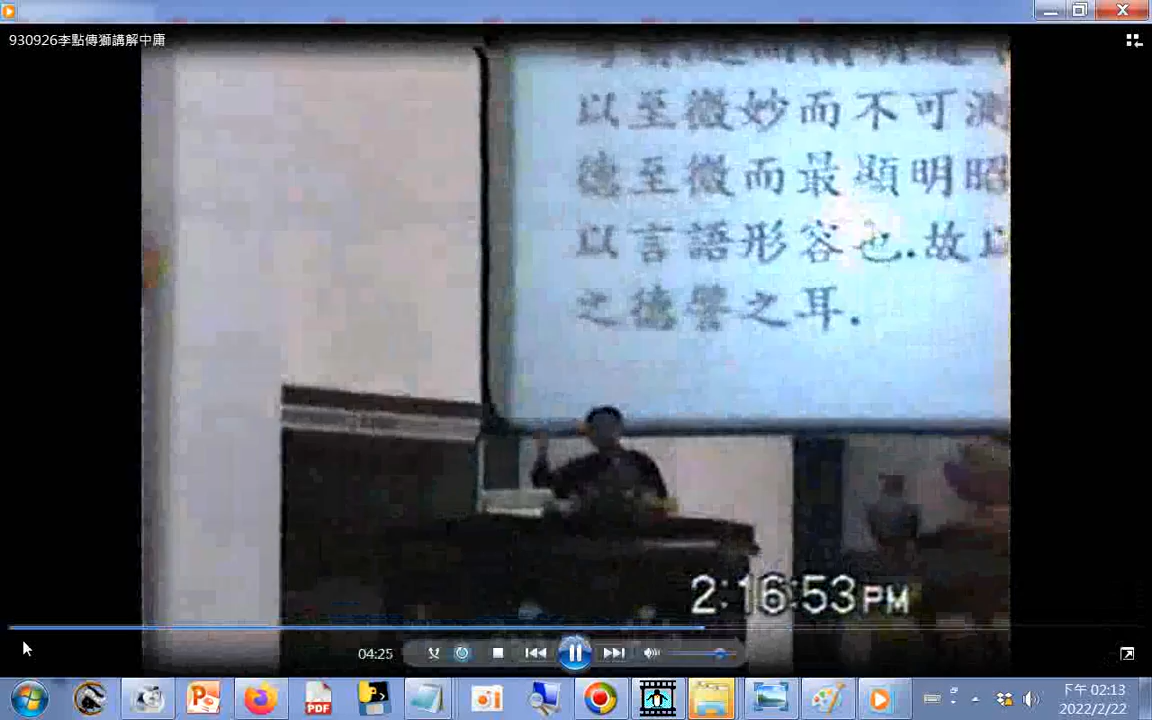 930926李點傳獅講解中庸
以至微妙而不可測
德至微而最顯明昭
以言語形容也.故以
之德譬之耳.
2:16:53PM
04:25
PDF
下午 02:13
2022/2/22